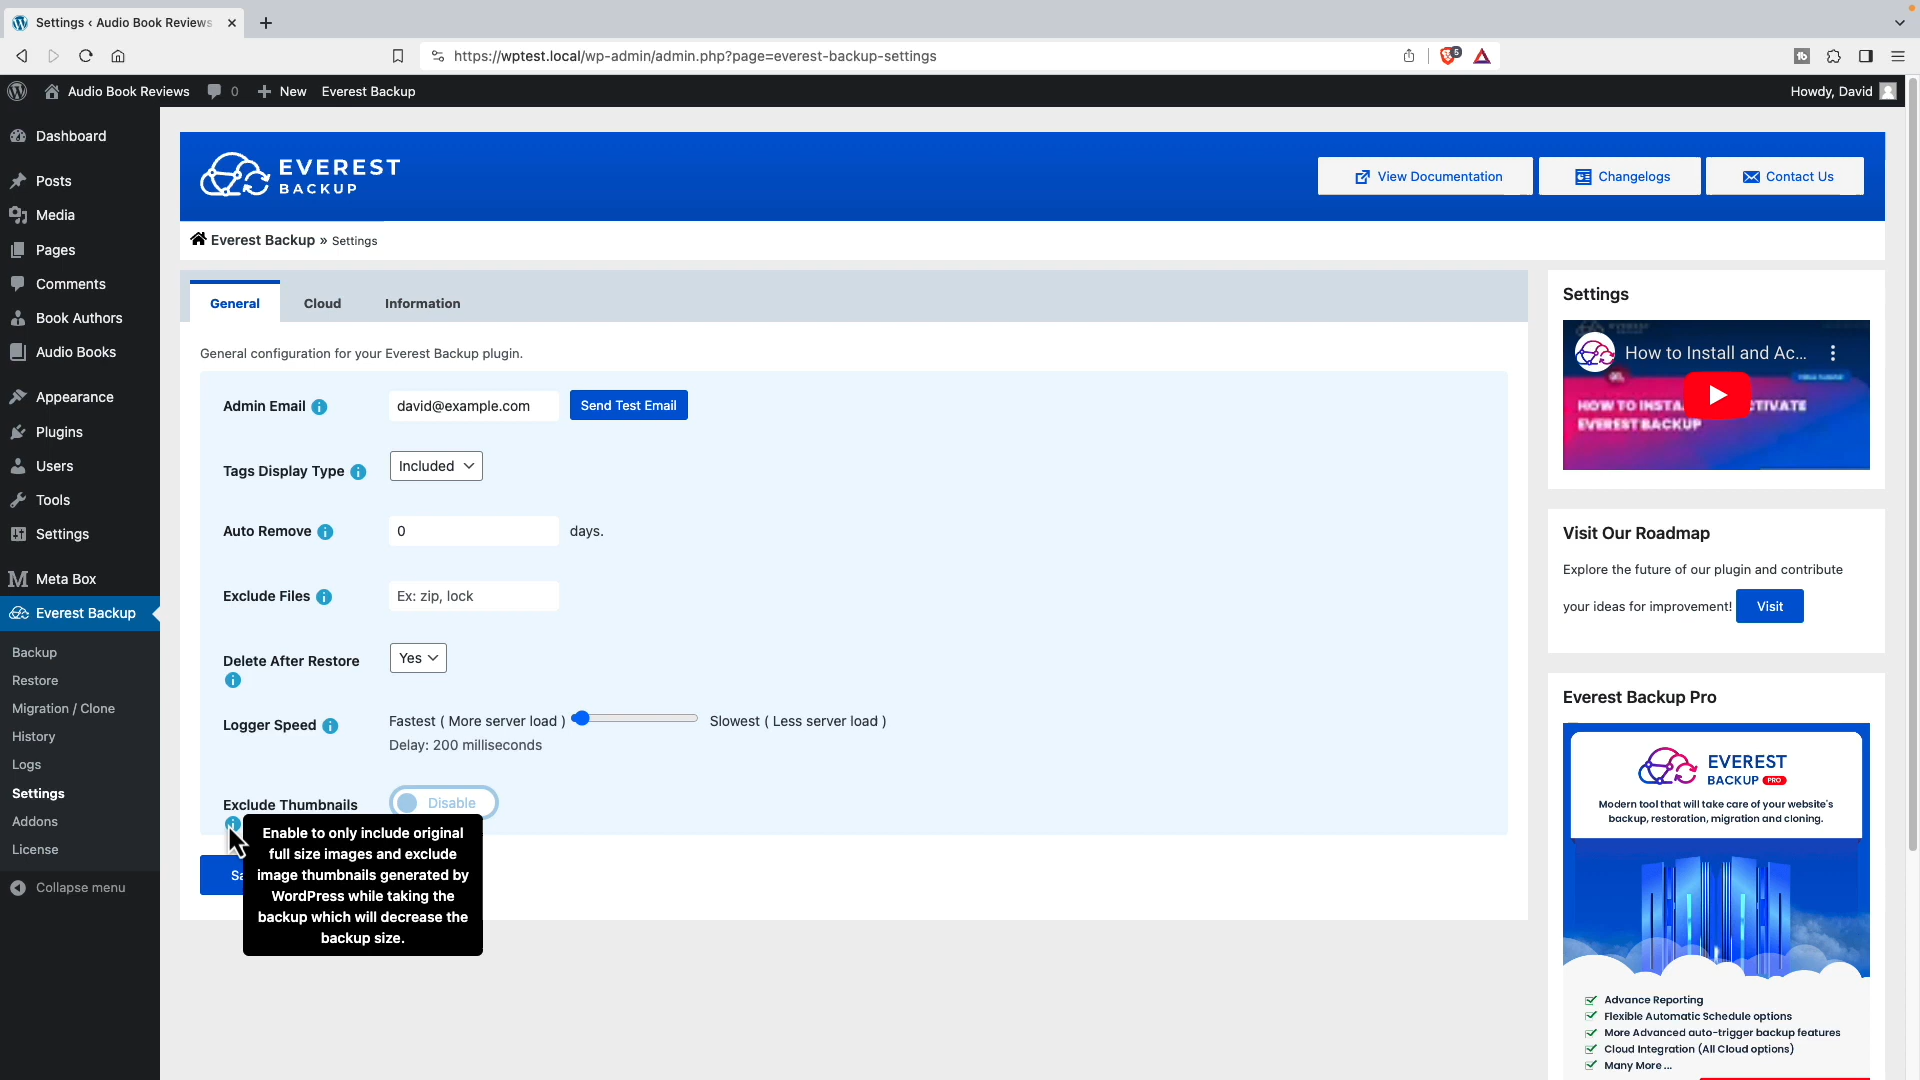 Settings ‹ Audio Book Reviews
https://wptest.local/wp-admin/admin.php?page=everest-backup-settings
5
Audio Book Reviews
0
New
Everest Backup
Howdy, David
Dashboard
Posts
Media
Pages
Comments
Book Authors
Audio Books
Appearance
Plugins
Users
Tools
Settings
Meta Box
Everest Backup
Backup
Restore
Migration / Clone
History
Logs
Settings
Addons
License
Collapse menu
EVEREST
BACKUP
View Documentation
Changelogs
Contact Us
Everest Backup » Settings
General
Cloud
Information
General configuration for your Everest Backup plugin.
Admin Email
david@example.com
Send Test Email
Tags Display Type
Included
Auto Remove
0
days.
Exclude Files
Ex: zip, lock
Delete After Restore
Yes
Logger Speed
Fastest ( More server load )
Slowest ( Less server load )
Delay: 200 milliseconds
Exclude Thumbnails
Disable
Enable to only include original
full size images and exclude
image thumbnails generated by
WordPress while taking the
backup which will decrease the
backup size.
Sa
Settings
How to Install and Ac...
HOW TO INSTA
TIVATE
EVEREST BACKUP
Visit Our Roadmap
Explore the future of our plugin and contribute
your ideas for improvement!
Visit
Everest Backup Pro
EVEREST
BACKUP PRO
Modern tool that will take care of your website's
backup, restoration, migration and cloning.
Advance Reporting
Flexible Automatic Schedule options
More Advanced auto-trigger backup features
Cloud Integration (All Cloud options)
Many More ...